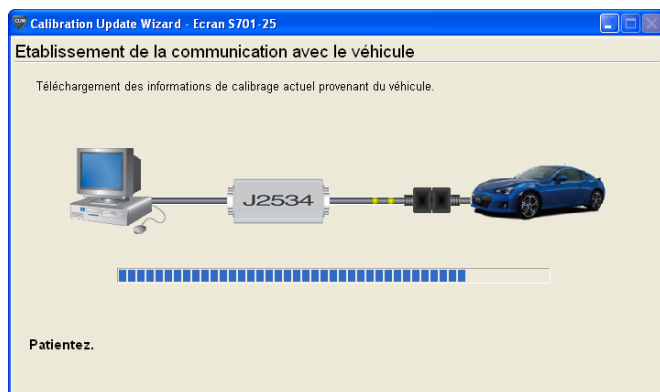 Calibration Update Wizard - Ecran S701-25
Etablissement de la communication avec le véhicule
Téléchargement des informations de calibrage actuel provenant du véhicule.
J2534
Patientez.